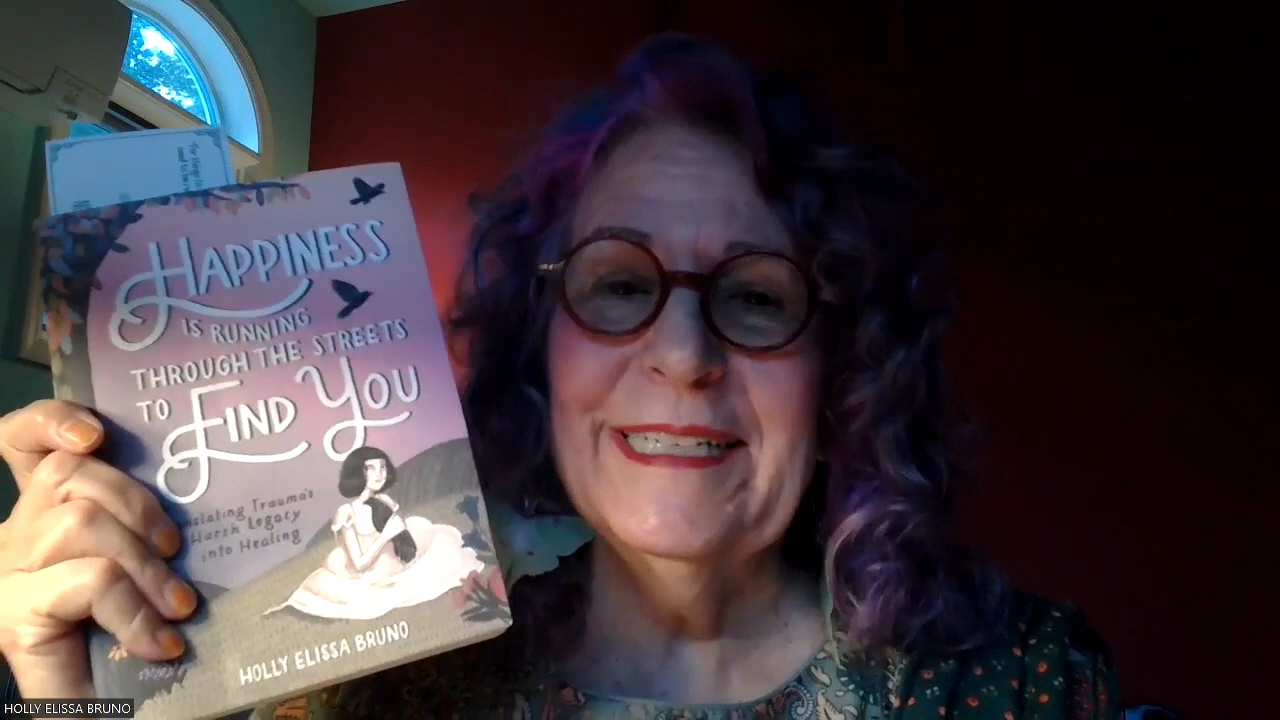 HAPPINESS
IS RUNNING
THROUGH THE STREETS
TO FIND YOU
Trauma's
Harsh Legacy
into Healing
HOLLY ELISSA BRUNO
HOLLY ELISSA BRUNO